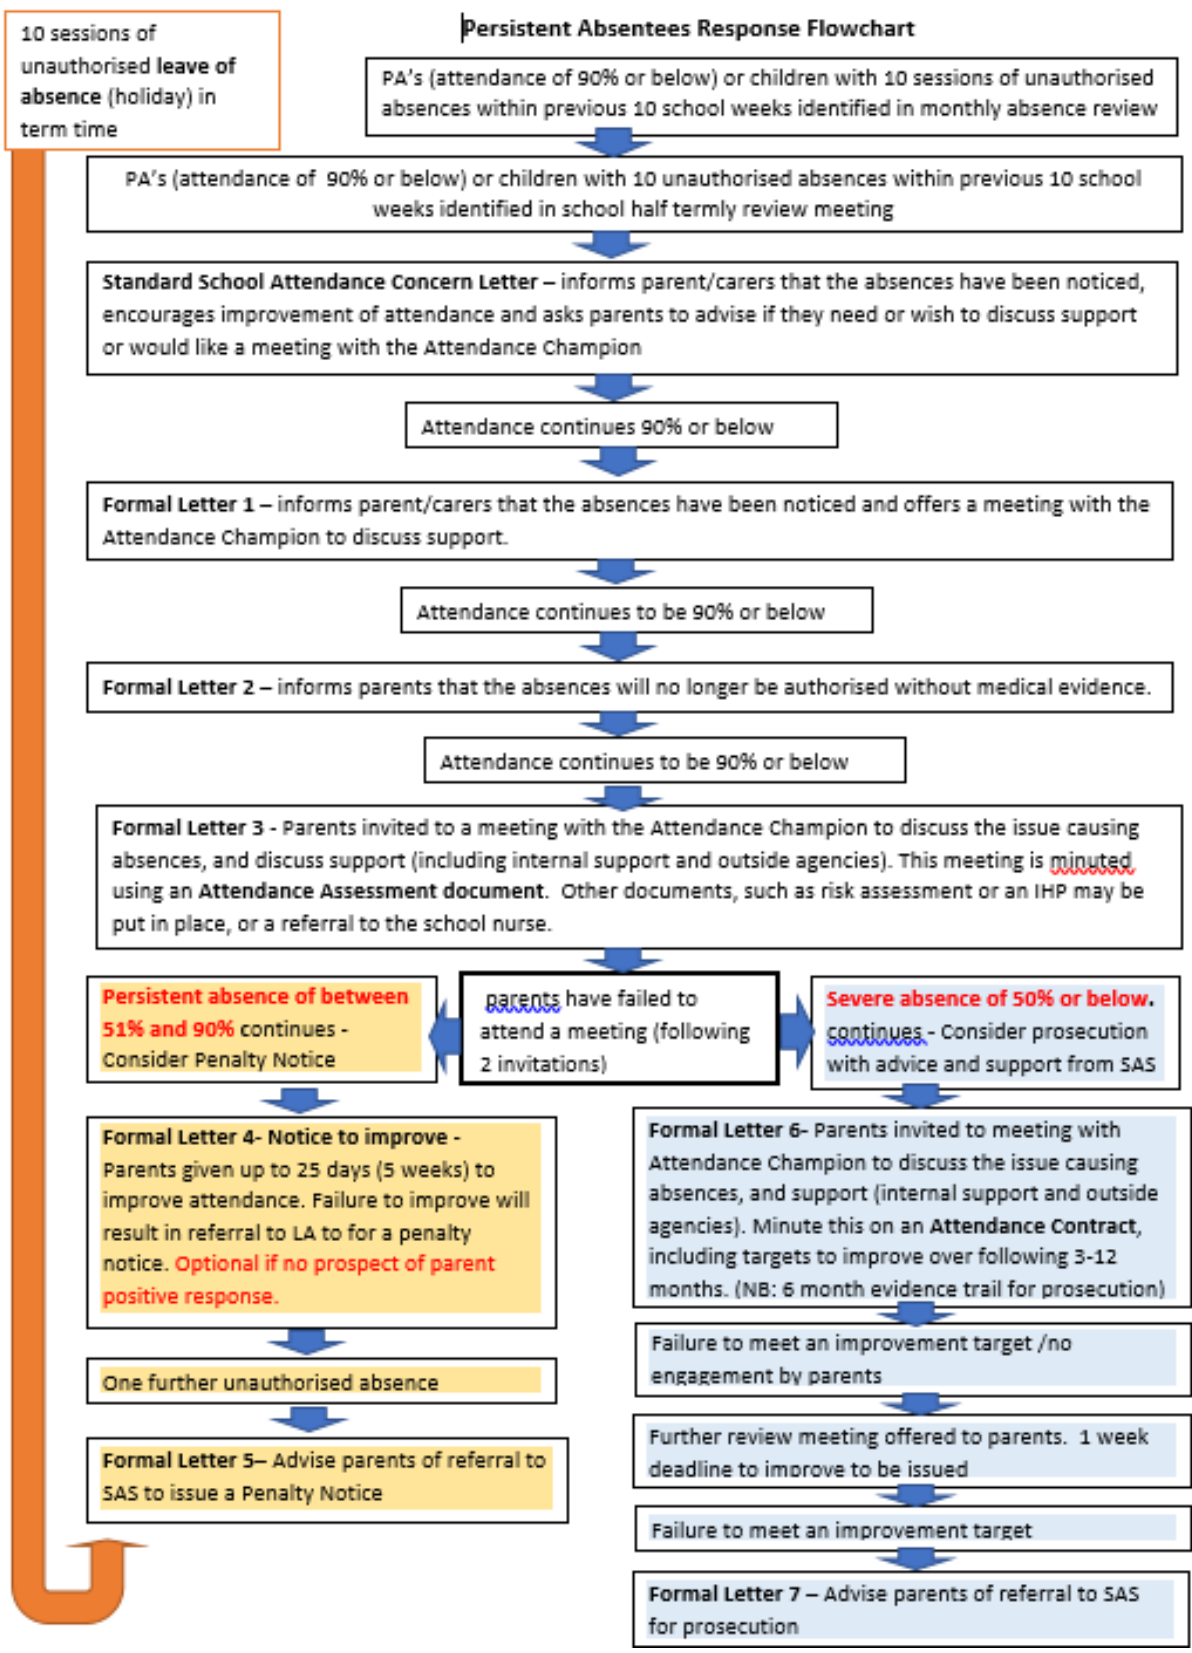 10 sessions of
unauthorised leave of
absence (holiday) in
term time
Persistent Absentees Response Flowchart
PA's (attendance of 90% or below) or children with 10 sessions of unauthorised
absences within previous 10 school weeks identified in monthly absence review
PA's (attendance of 90% or below) or children with 10 unauthorised absences within previous 10 school
weeks identified in school half termly review meeting
Standard School Attendance Concern Letter – informs parent/carers that the absences have been noticed,
encourages improvement of attendance and asks parents to advise if they need or wish to discuss support
or would like a meeting with the Attendance Champion
Attendance continues 90% or below
Formal Letter 1 – informs parent/carers that the absences have been noticed and offers a meeting with the
Attendance Champion to discuss support.
Attendance continues to be 90% or below
Formal Letter 2 – informs parents that the absences will no longer be authorised without medical evidence.
Attendance continues to be 90% or below
Formal Letter 3 - Parents invited to a meeting with the Attendance Champion to discuss the issue causing
absences, and discuss support (including internal support and outside agencies). This meeting is minuted
using an Attendance Assessment document. Other documents, such as risk assessment or an IHP may be
put in place, or a referral to the school nurse.
Persistent absence of between
51% and 90% continues -
Consider Penalty Notice
parents have failed to
attend a meeting (following
2 invitations)
Severe absence of 50% or below.
continues - Consider prosecution
with advice and support from SAS
Formal Letter 4- Notice to improve -
Parents given up to 25 days (5 weeks) to
improve attendance. Failure to improve will
result in referral to LA to for a penalty
notice. Optional if no prospect of parent
positive response.
One further unauthorised absence
Formal Letter 5– Advise parents of referral to
SAS to issue a Penalty Notice
Formal Letter 6- Parents invited to meeting with
Attendance Champion to discuss the issue causing
absences, and support (internal support and outside
agencies). Minute this on an Attendance Contract,
including targets to improve over following 3-12
months. (NB: 6 month evidence trail for prosecution)
Failure to meet an improvement target /no
engagement by parents
Further review meeting offered to parents. 1 week
deadline to improve to be issued
Failure to meet an improvement target
Formal Letter 7 – Advise parents of referral to SAS
for prosecution